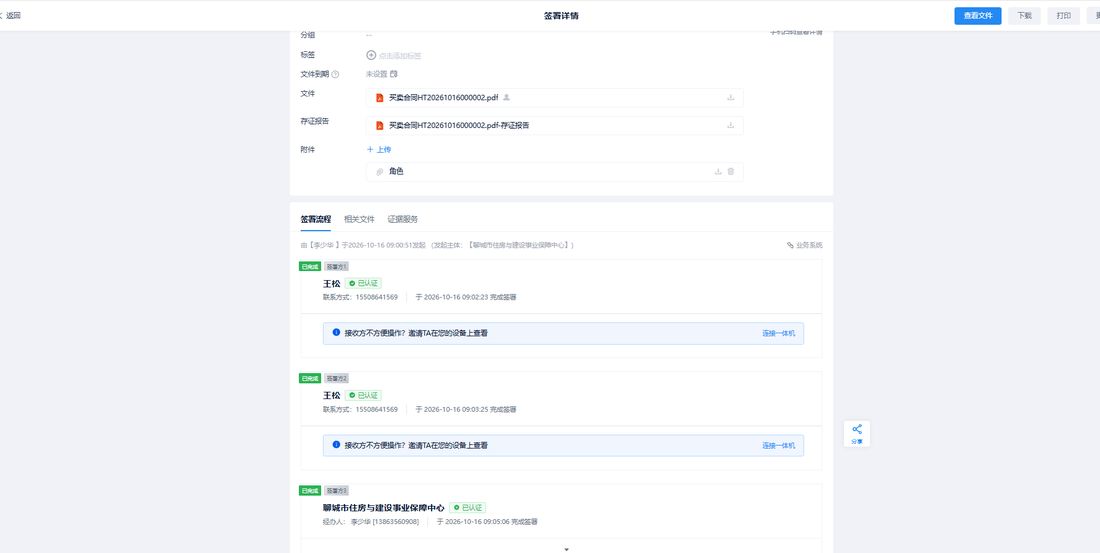 返回
签署详情
查看文件 下载 打印
分组 --
手机扫码查看详情
标签 点击添加标签
文件到期 未设置
文件 买卖合同HT20261016000002.pdf
存证报告 买卖合同HT20261016000002.pdf-存证报告
附件 + 上传
角色
签署流程 相关文件 证据服务
由【李少华 】于2026-10-16 09:00:51发起 (发起主体：【聊城市住房与建设事业保障中心】)
业务系统
已完成 签署方1
王松 已认证
联系方式：15508641569 于 2026-10-16 09:02:23 完成签署
接收方不方便操作？邀请TA在您的设备上查看 连接一体机
已完成 签署方2
王松 已认证
联系方式：15508641569 于 2026-10-16 09:03:25 完成签署
接收方不方便操作？邀请TA在您的设备上查看 连接一体机
分享
已完成 签署方3
聊城市住房与建设事业保障中心 已认证
经办人： 李少华 [13863560908] 于 2026-10-16 09:05:06 完成签署